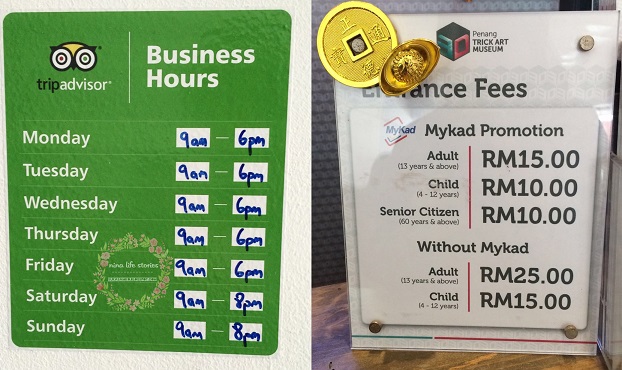 tripadvisor®
Business
Hours
Monday 9am – 6pm
Tuesday 9am – 6pm
Wednesday 9am – 6pm
Thursday 9am – 6pm
Friday 9am – 6pm
Saturday 9am – 8pm
Sunday 9am – 8pm
nina life stories
Penang
TRICK ART
MUSEUM
Fees
MyKad Mykad Promotion
Adult RM15.00
(13 years & above)
Child RM10.00
(4 - 12 years)
Senior Citizen RM10.00
(60 years & above)
Without Mykad
Adult RM25.00
(13 years & above)
Child RM15.00
(4 - 12 years)